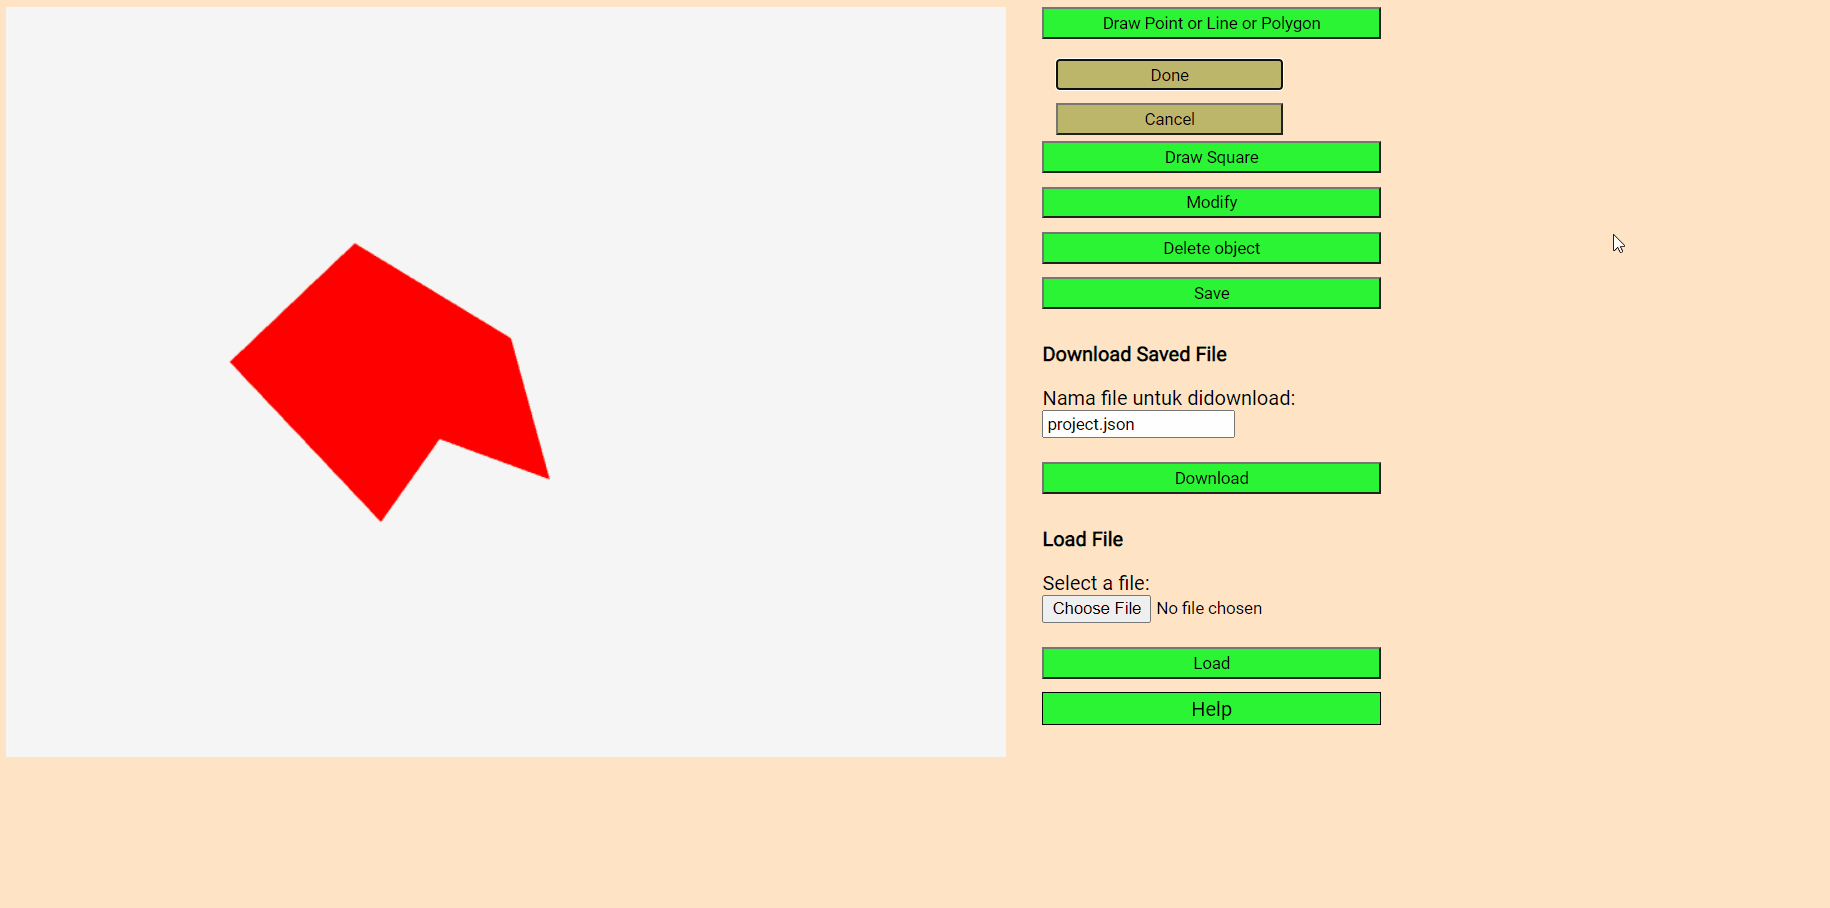 Draw Point or Line or Polygon
Done
Cancel
Draw Square
Modify
Delete object
Save
Download Saved File
Nama file untuk didownload:
project.json
Download
Load File
Select a file:
Choose File No file chosen
Load
Help